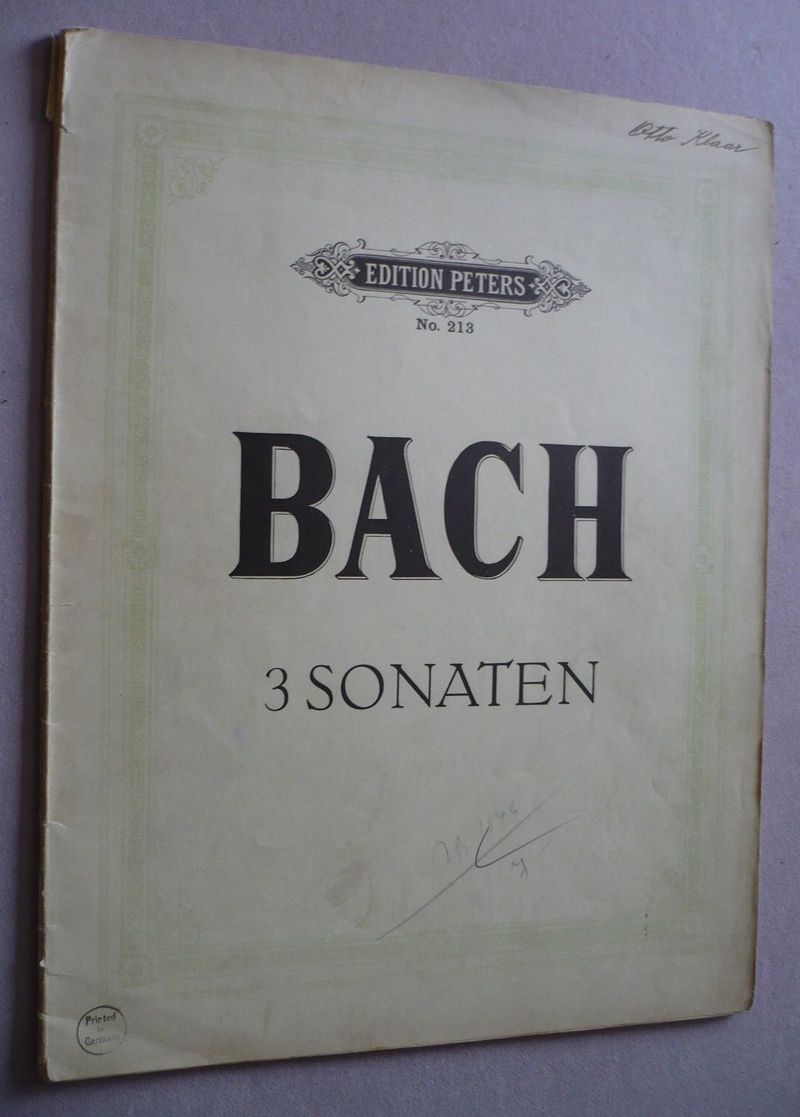 Otto Klaar
EDITION PETERS
No. 213
BACH
3 SONATEN
Printed
in
Germany